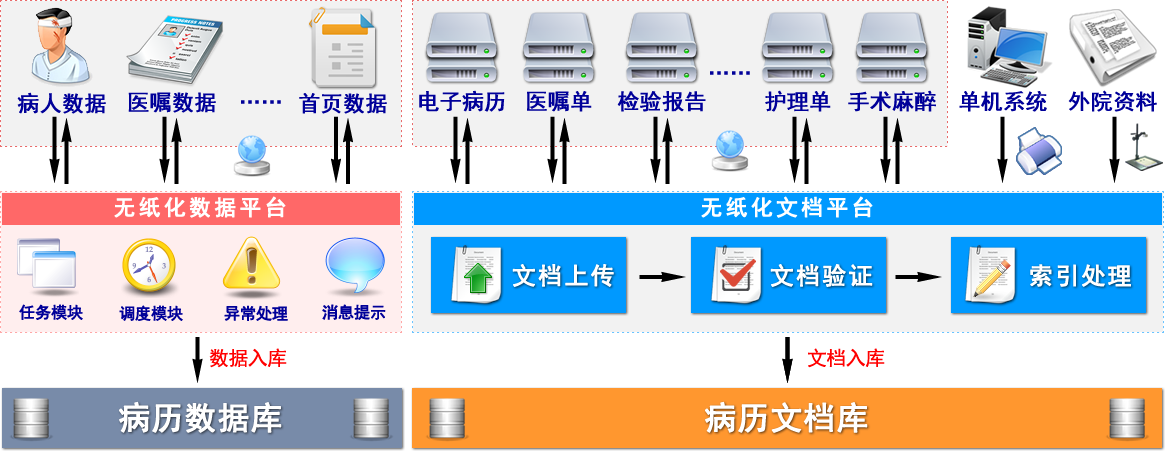 病人数据
医嘱数据
……
首页数据
电子病历
医嘱单
检验报告
……
护理单
手术麻醉
单机系统
外院资料
无纸化数据平台
无纸化文档平台
任务模块
调度模块
异常处理
消息提示
文档上传
文档验证
索引处理
数据入库
文档入库
病历数据库
病历文档库